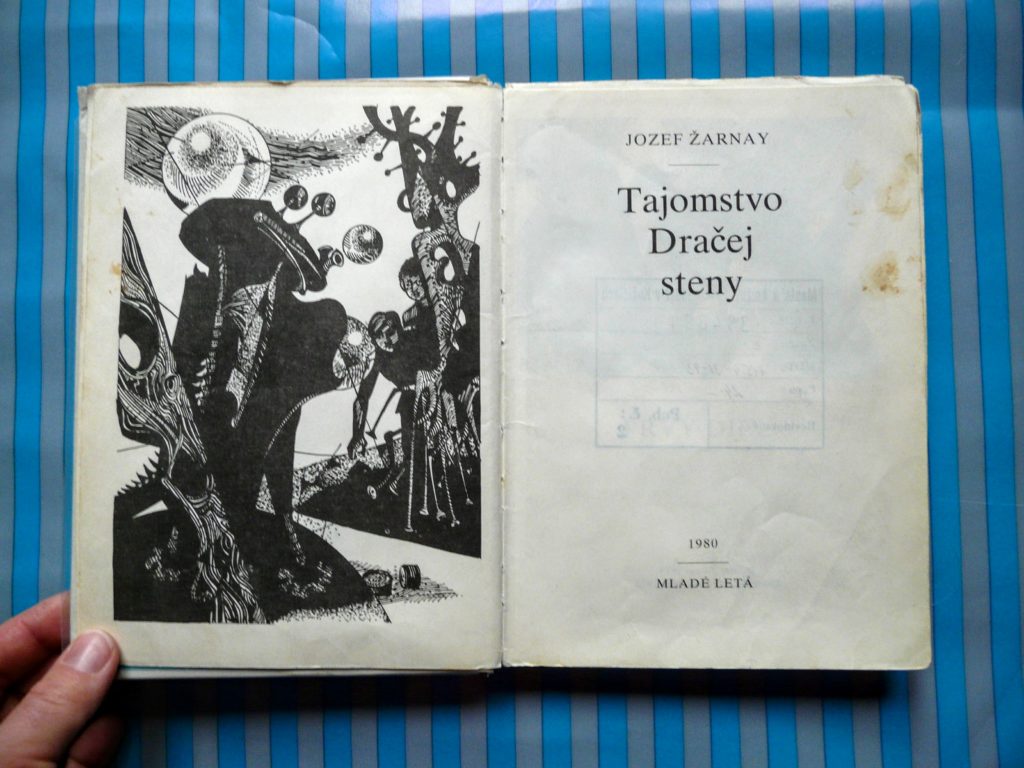 JOZEF ŽARNAY
Tajomstvo
Dračej
steny
1980
MLADÉ LETÁ